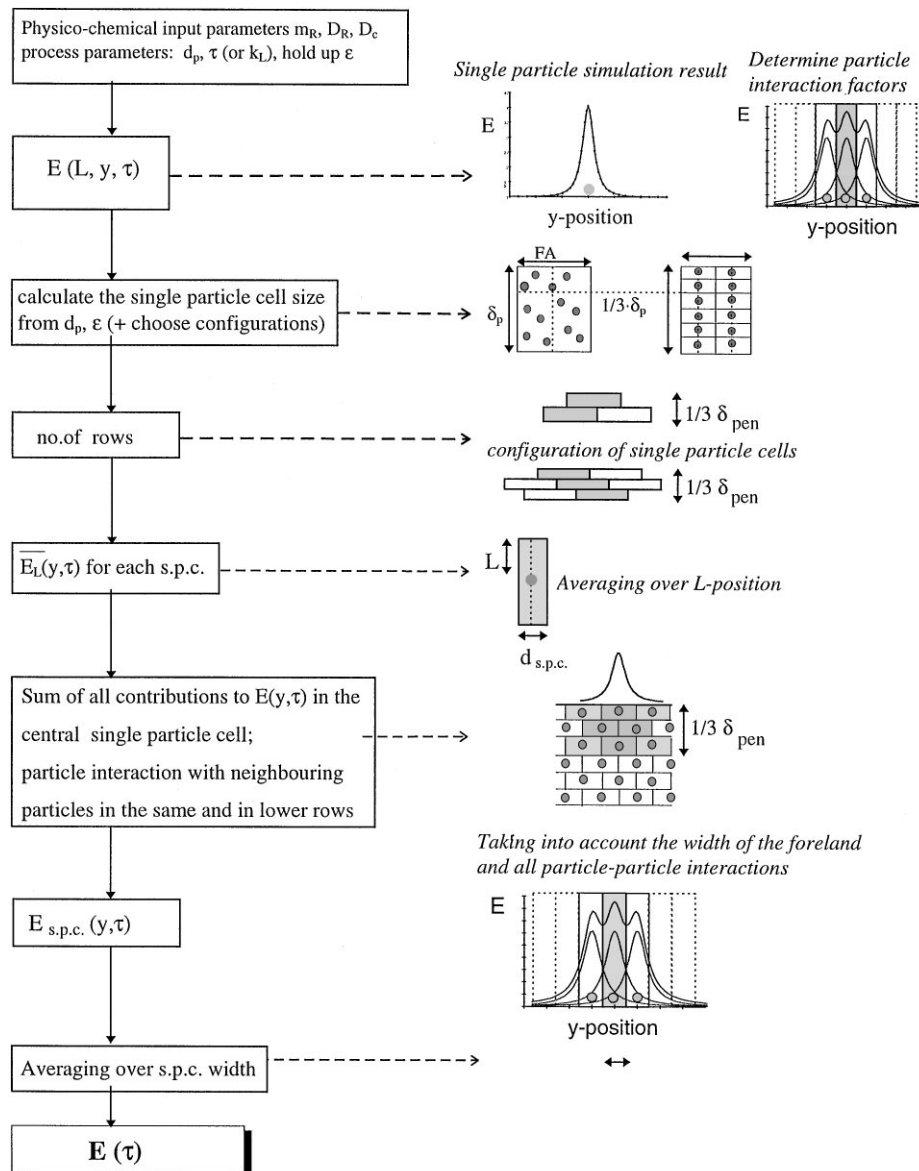 Physico-chemical input parameters m_R, D_R, D_c
process parameters: d_p, τ (or k_L), hold up ε
Single particle simulation result
Determine particle
interaction factors
E
E
E (L, y, τ)
y-position
y-position
FA
calculate the single particle cell size
from d_p, ε (+ choose configurations)
δ_p
1/3·δ_p
no.of rows
1/3 δ_pen
configuration of single particle cells
1/3 δ_pen
E̅_L̅(y,τ) for each s.p.c.
L
Averaging over L-position
d s.p.c.
Sum of all contributions to E(y,τ) in the
central single particle cell;
particle interaction with neighbouring
particles in the same and in lower rows
1/3 δ_pen
Taking into account the width of the foreland
and all particle-particle interactions
E s.p.c. (y,τ)
E
y-position
Averaging over s.p.c. width
E (τ)